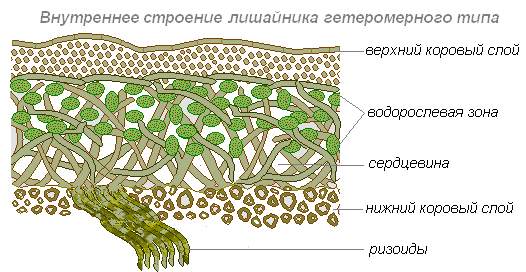 Внутреннее строение лишайника гетеромерного типа
верхний коровый слой
водорослевая зона
сердцевина
нижний коровый слой
ризоиды